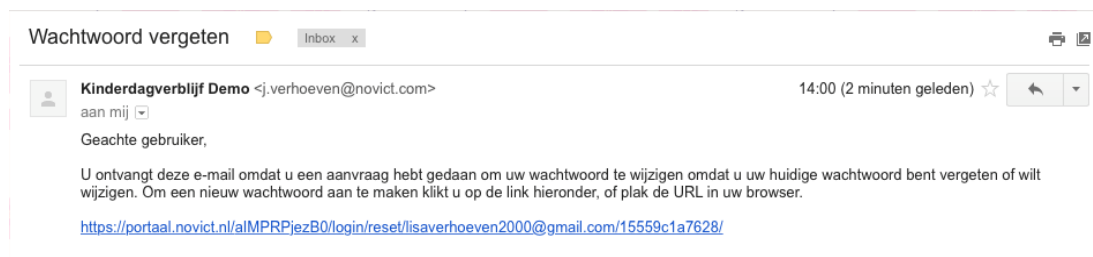 Wachtwoord vergeten Inbox x
Kinderdagverblijf Demo <j.verhoeven@novict.com> 14:00 (2 minuten geleden)
aan mij
Geachte gebruiker,
U ontvangt deze e-mail omdat u een aanvraag hebt gedaan om uw wachtwoord te wijzigen omdat u uw huidige wachtwoord bent vergeten of wilt
wijzigen. Om een nieuw wachtwoord aan te maken klikt u op de link hieronder, of plak de URL in uw browser.
https://portaal.novict.nl/aIMPRPjezB0/login/reset/lisaverhoeven2000@gmail.com/15559c1a7628/